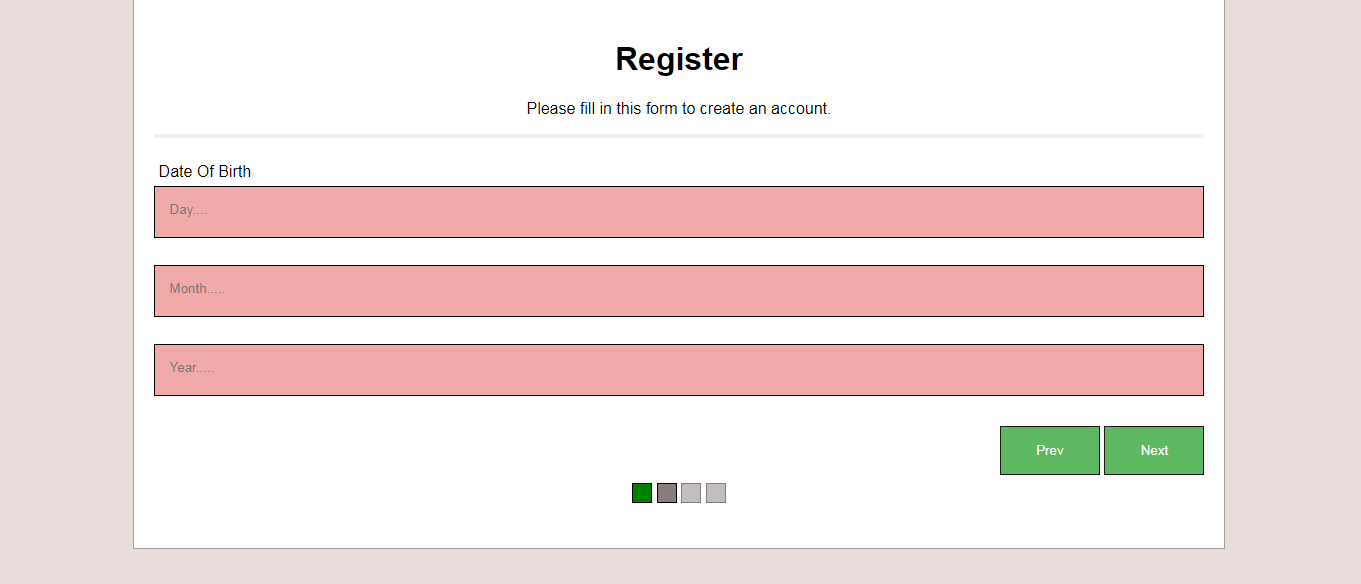 Register
Please fill in this form to create an account.
Date Of Birth
Day....
Month.....
Year.....
Prev Next